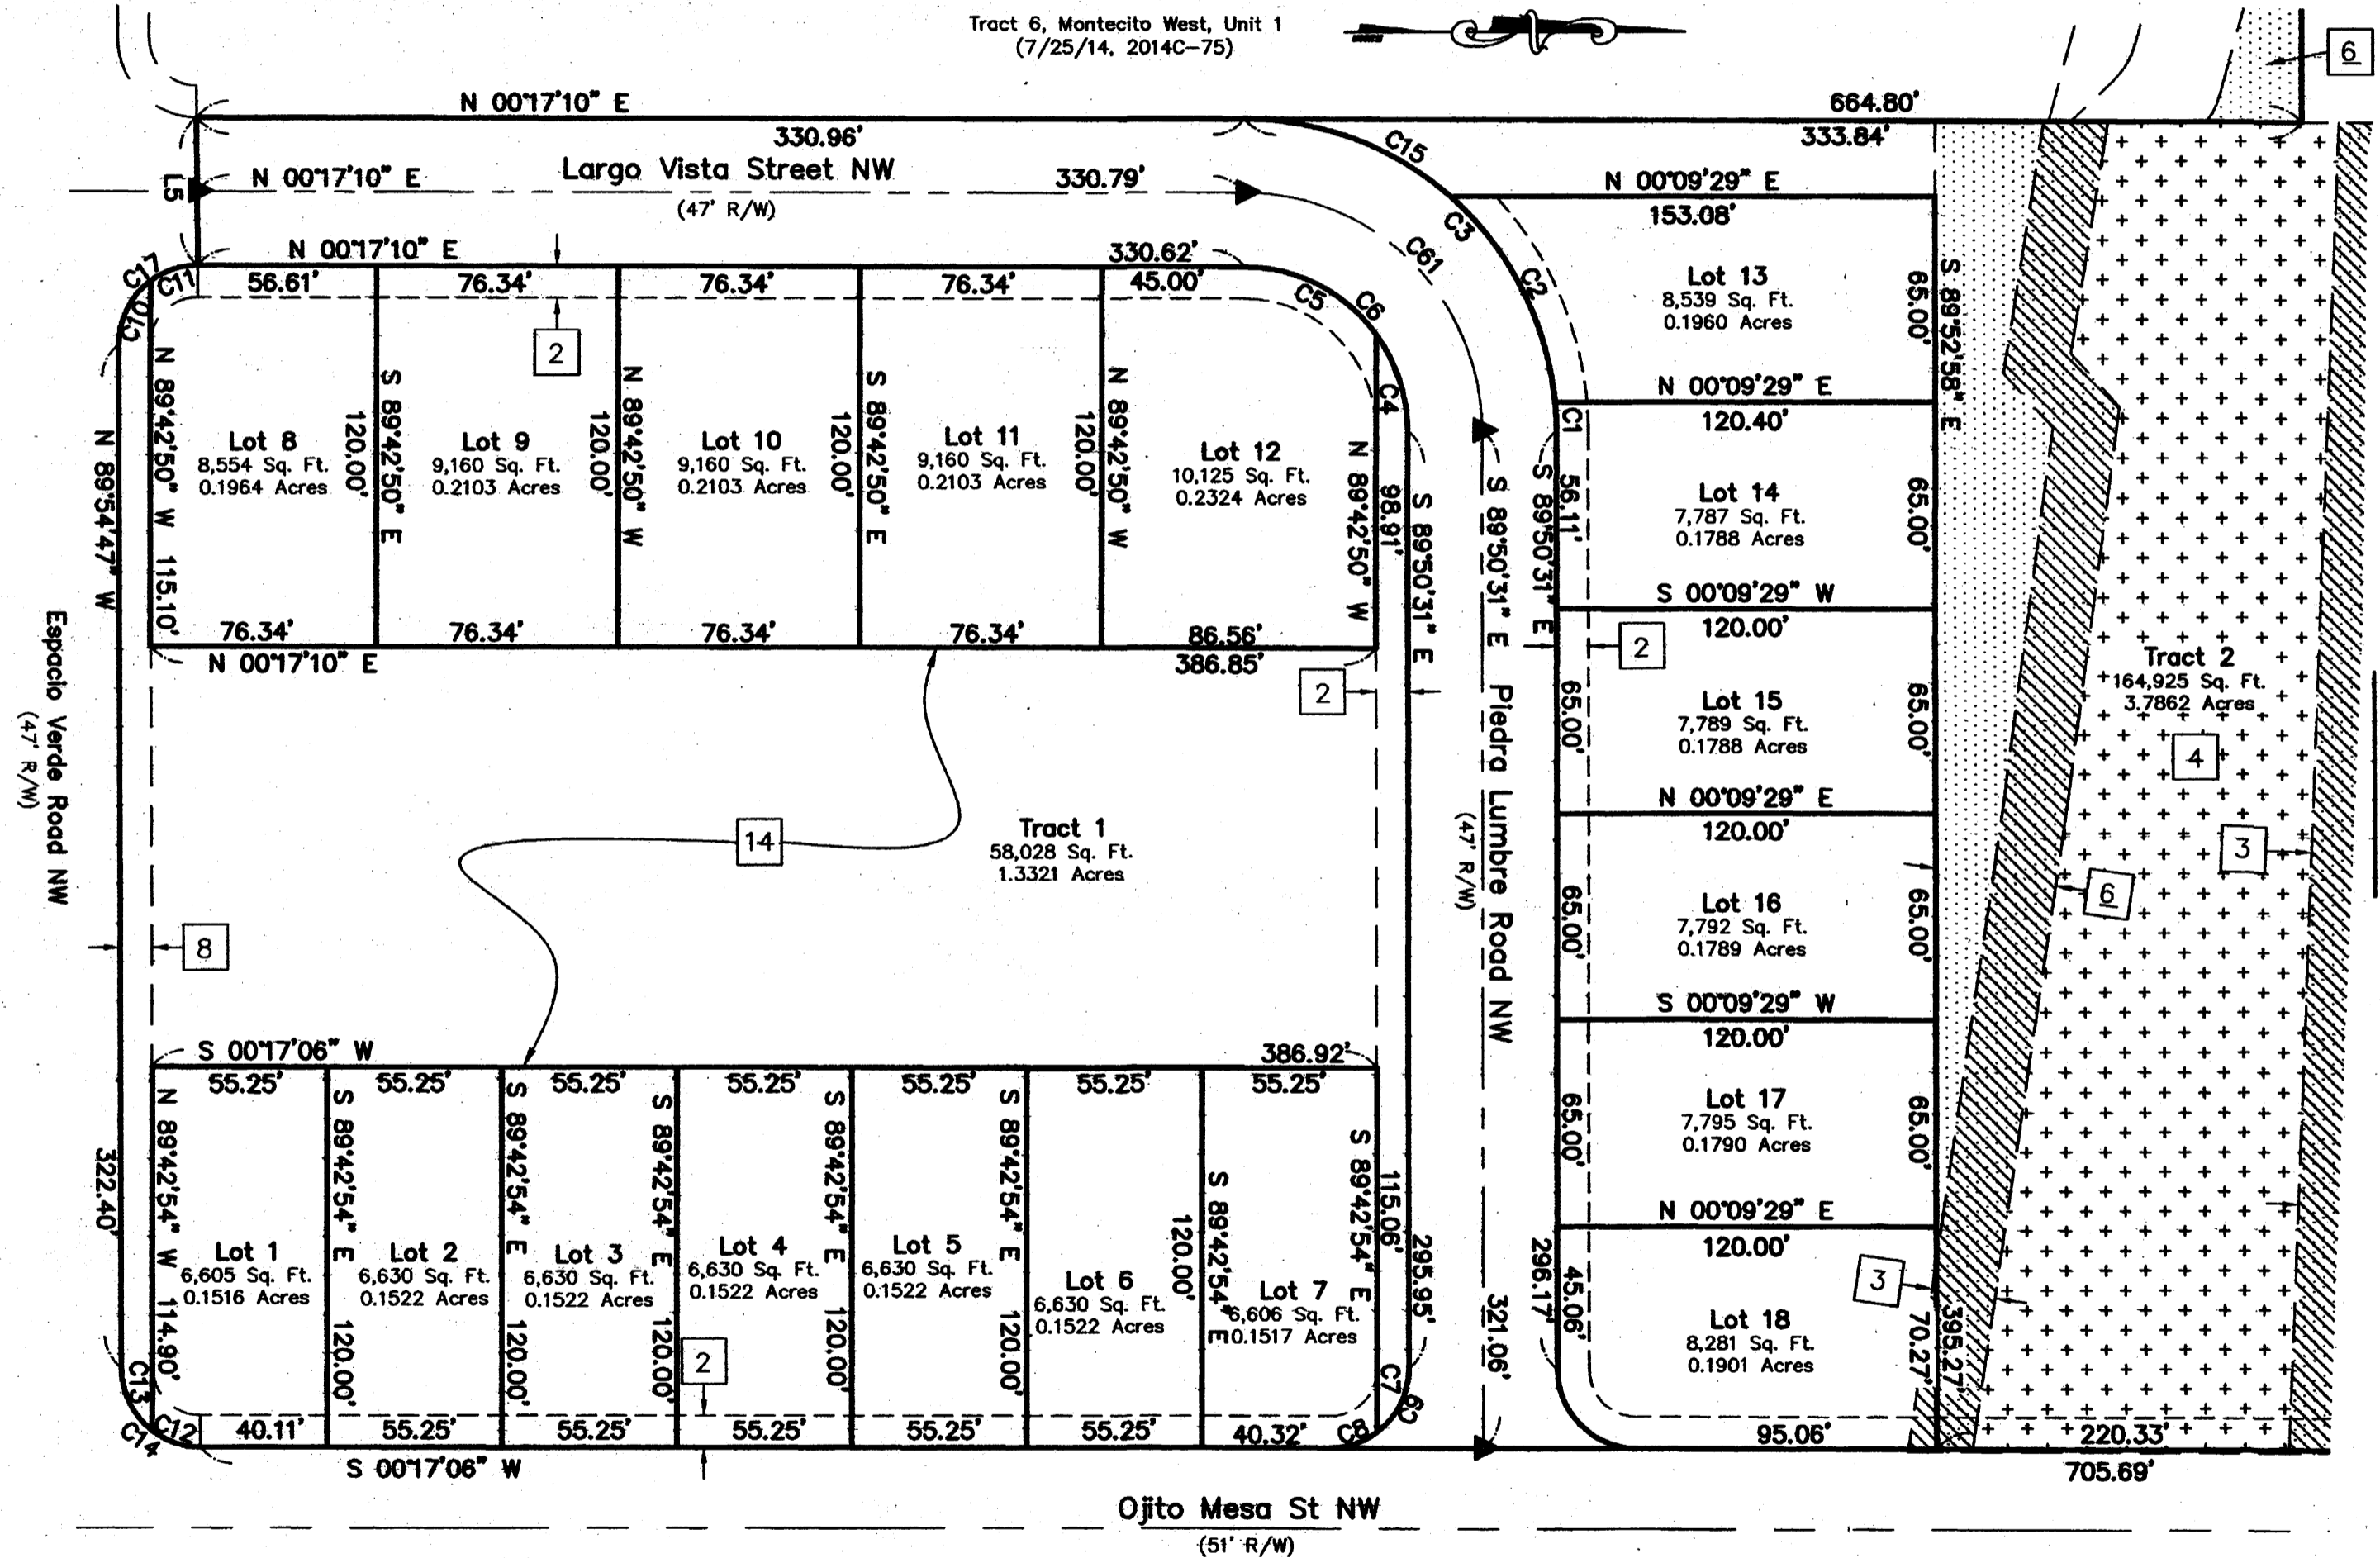 Tract 6, Montecito West, Unit 1
(7/25/14, 2014C-75)
6
N 00°17'10" E
664.80'
330.96'
333.84'
C15
L5
N 00°17'10" E
Largo Vista Street NW
330.79'
(47' R/W)
N 00°09'29" E
153.08'
C3
C61
C2
N 00°17'10" E
330.62'
C17
C11
C10
56.61'
76.34'
76.34'
76.34'
45.00'
C5
C6
2
Lot 13
8,539 Sq. Ft.
0.1960 Acres
65.00'
S 89°52'58" E
N 00°09'29" E
120.40'
C4
C1
N 89°54'47" W
N 89°42'50" W 115.10'
Lot 8
8,554 Sq. Ft.
0.1964 Acres
120.00'
S 89°42'50" E
Lot 9
9,160 Sq. Ft.
0.2103 Acres
120.00'
N 89°42'50" W
Lot 10
9,160 Sq. Ft.
0.2103 Acres
120.00'
S 89°42'50" E
Lot 11
9,160 Sq. Ft.
0.2103 Acres
120.00'
N 89°42'50" W
Lot 12
10,125 Sq. Ft.
0.2324 Acres
N 89°42'50" W
98.91'
S 89°50'31" E
S 89°50'31" E
S 89°50'31" E
56.11'
Lot 14
7,787 Sq. Ft.
0.1788 Acres
65.00'
S 00°09'29" W
120.00'
76.34'
76.34'
76.34'
76.34'
86.56'
N 00°17'10" E
386.85'
2
2
Espacio Verde Road NW
(47' R/W)
Piedra Lumbre Road NW
(47' R/W)
65.00'
Lot 15
7,789 Sq. Ft.
0.1788 Acres
65.00'
Tract 2
164,925 Sq. Ft.
3.7862 Acres
4
N 00°09'29" E
120.00'
14
Tract 1
58,028 Sq. Ft.
1.3321 Acres
3
6
8
65.00'
Lot 16
7,792 Sq. Ft.
0.1789 Acres
65.00'
S 00°09'29" W
120.00'
S 00°17'06" W
386.92'
55.25'
55.25'
55.25'
55.25'
55.25'
55.25'
55.25'
65.00'
Lot 17
7,795 Sq. Ft.
0.1790 Acres
65.00'
N 00°09'29" E
120.00'
322.40'
N 89°42'54" W 114.90'
Lot 1
6,605 Sq. Ft.
0.1516 Acres
S 89°42'54" E 120.00'
Lot 2
6,630 Sq. Ft.
0.1522 Acres
S 89°42'54" E 120.00'
Lot 3
6,630 Sq. Ft.
0.1522 Acres
S 89°42'54" E 120.00'
Lot 4
6,630 Sq. Ft.
0.1522 Acres
S 89°42'54" E 120.00'
Lot 5
6,630 Sq. Ft.
0.1522 Acres
S 89°42'54" E 120.00'
Lot 6
6,630 Sq. Ft.
0.1522 Acres
120.00'
S 89°42'54" E
Lot 7
6,606 Sq. Ft.
0.1517 Acres
S 89°42'54" E
115.06'
295.95'
321.06'
296.17'
45.06'
Lot 18
8,281 Sq. Ft.
0.1901 Acres
3
70.27'
395.27'
2
C13
C14
C12
C7
C9
C8
40.11'
55.25'
55.25'
55.25'
55.25'
55.25'
40.32'
95.06'
220.33'
S 00°17'06" W
705.69'
Ojito Mesa St NW
(51' R/W)